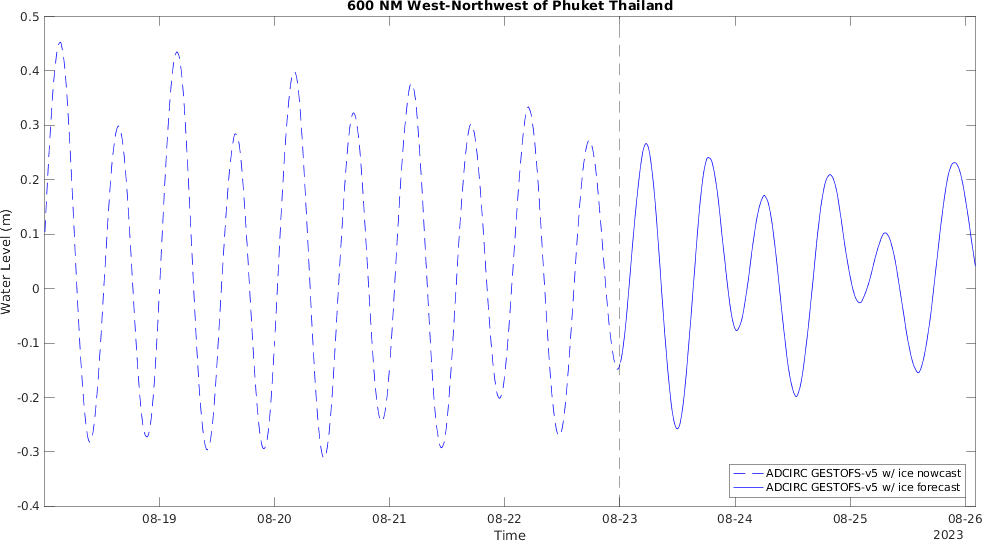 600 NM West-Northwest of Phuket Thailand
0.5
0.4
0.3
0.2
0.1
0
-0.1
-0.2
-0.3
-0.4
Water Level (m)
ADCIRC GESTOFS-v5 w/ ice nowcast
ADCIRC GESTOFS-v5 w/ ice forecast
08-19 08-20 08-21 08-22 08-23 08-24 08-25 08-26
Time
2023